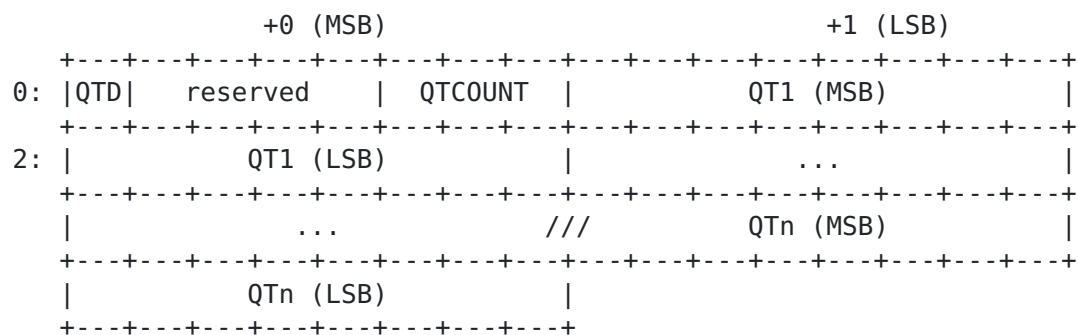 +0 (MSB)                            +1 (LSB)
   +---+---+---+---+---+---+---+---+---+---+---+---+---+---+---+---+
0: |QTD|   reserved    |  QTCOUNT  |           QT1 (MSB)           |
   +---+---+---+---+---+---+---+---+---+---+---+---+---+---+---+---+
2: |           QT1 (LSB)           |              ...              |
   +---+---+---+---+---+---+---+---+---+---+---+---+---+---+---+---+
   |              ...             ///          QTn (MSB)           |
   +---+---+---+---+---+---+---+---+---+---+---+---+---+---+---+---+
   |           QTn (LSB)           |
   +---+---+---+---+---+---+---+---+